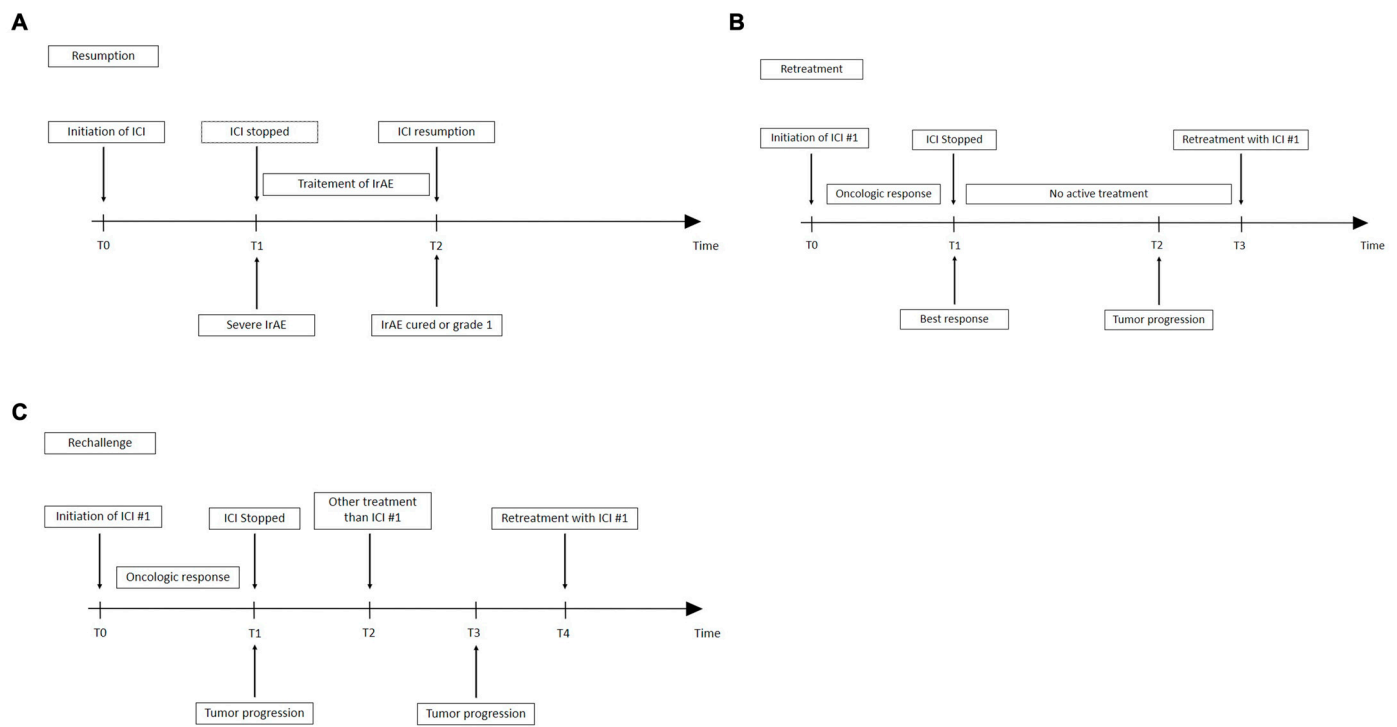 A
Resumption
Initiation of ICI
ICI stopped
ICI resumption
Traitement of IrAE
T0
T1
T2
Time
Severe IrAE
IrAE cured or grade 1
B
Retreatment
Initiation of ICI #1
ICI Stopped
Retreatment with ICI #1
Oncologic response
No active treatment
T0
T1
T2
T3
Time
Best response
Tumor progression
C
Rechallenge
Initiation of ICI #1
ICI Stopped
Other treatment
than ICI #1
Retreatment with ICI #1
Oncologic response
T0
T1
T2
T3
T4
Time
Tumor progression
Tumor progression